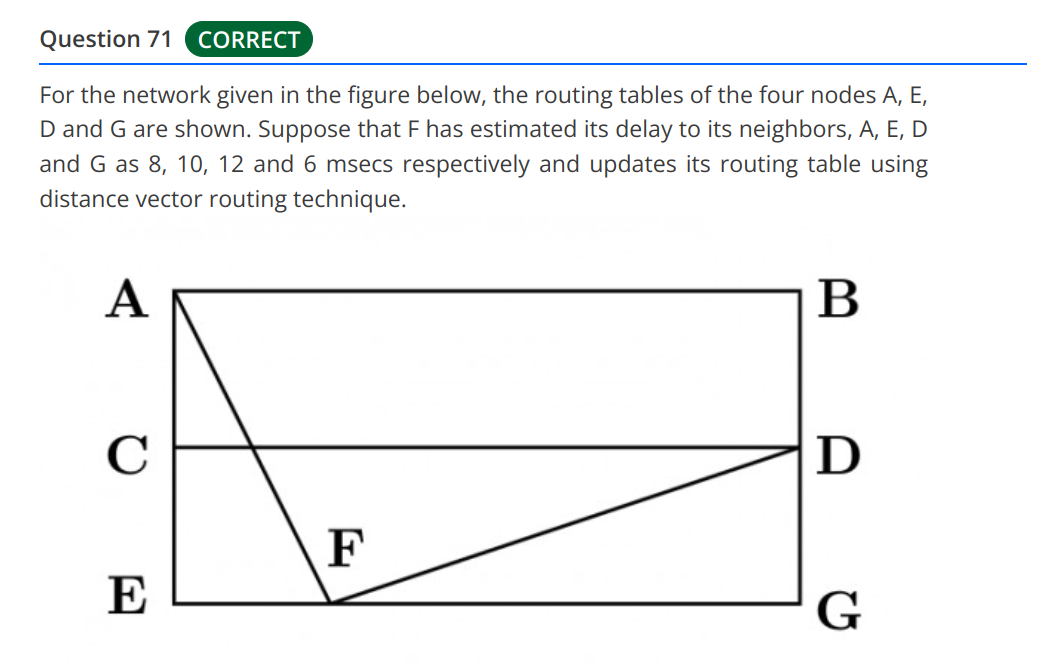 Question 71 CORRECT
For the network given in the figure below, the routing tables of the four nodes A, E,
D and G are shown. Suppose that F has estimated its delay to its neighbors, A, E, D
and G as 8, 10, 12 and 6 msecs respectively and updates its routing table using
distance vector routing technique.
A B
C D
F
E G